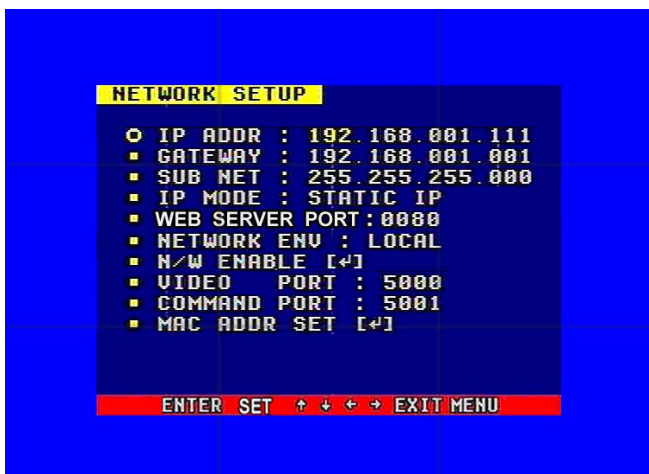 NETWORK SETUP
IP ADDR : 192.168.001.111
GATEWAY : 192.168.001.001
SUB NET : 255.255.255.000
IP MODE : STATIC IP
WEB SERVER PORT : 0080
NETWORK ENV : LOCAL
N/W ENABLE [↵]
VIDEO PORT : 5000
COMMAND PORT : 5001
MAC ADDR SET [↵]
ENTER SET ↑ ↓ ← → EXIT MENU